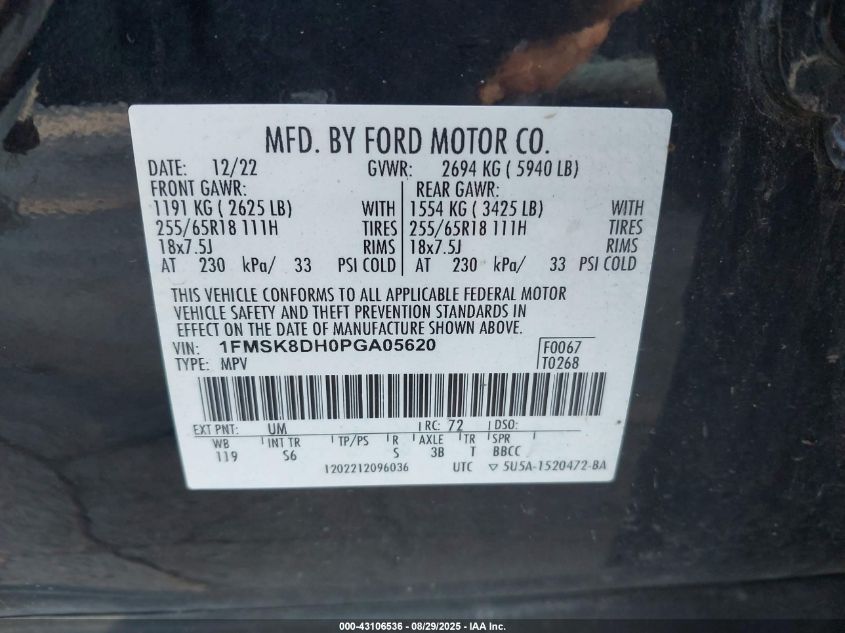 MFD. BY FORD MOTOR CO.
DATE: 12/22 GVWR: 2694 KG ( 5940 LB)
FRONT GAWR: REAR GAWR:
1191 KG ( 2625 LB) WITH 1554 KG ( 3425 LB) WITH
255/65R18 111H TIRES 255/65R18 111H TIRES
18x7.5J RIMS 18x7.5J RIMS
AT 230 kPa/ 33 PSI COLD AT 230 kPa/ 33 PSI COLD
THIS VEHICLE CONFORMS TO ALL APPLICABLE FEDERAL MOTOR
VEHICLE SAFETY AND THEFT PREVENTION STANDARDS IN
EFFECT ON THE DATE OF MANUFACTURE SHOWN ABOVE.
VIN: 1FMSK8DH0PGA05620 F0067
TYPE: MPV T0268
EXT PNT: UM RC: 72 DSO:
WB INT TR TP/PS R AXLE TR SPR
119 S6 S 3B T BBCC
1202212096036 UTC ▽ 5U5A-1520472-BA
000-43106536 - 08/29/2025 - IAA Inc.